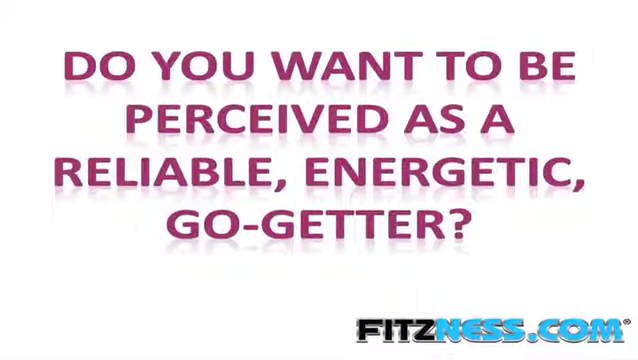 DO YOU WANT TO BE
PERCEIVED AS A
RELIABLE, ENERGETIC,
GO-GETTER?
FITZNESS.COM®